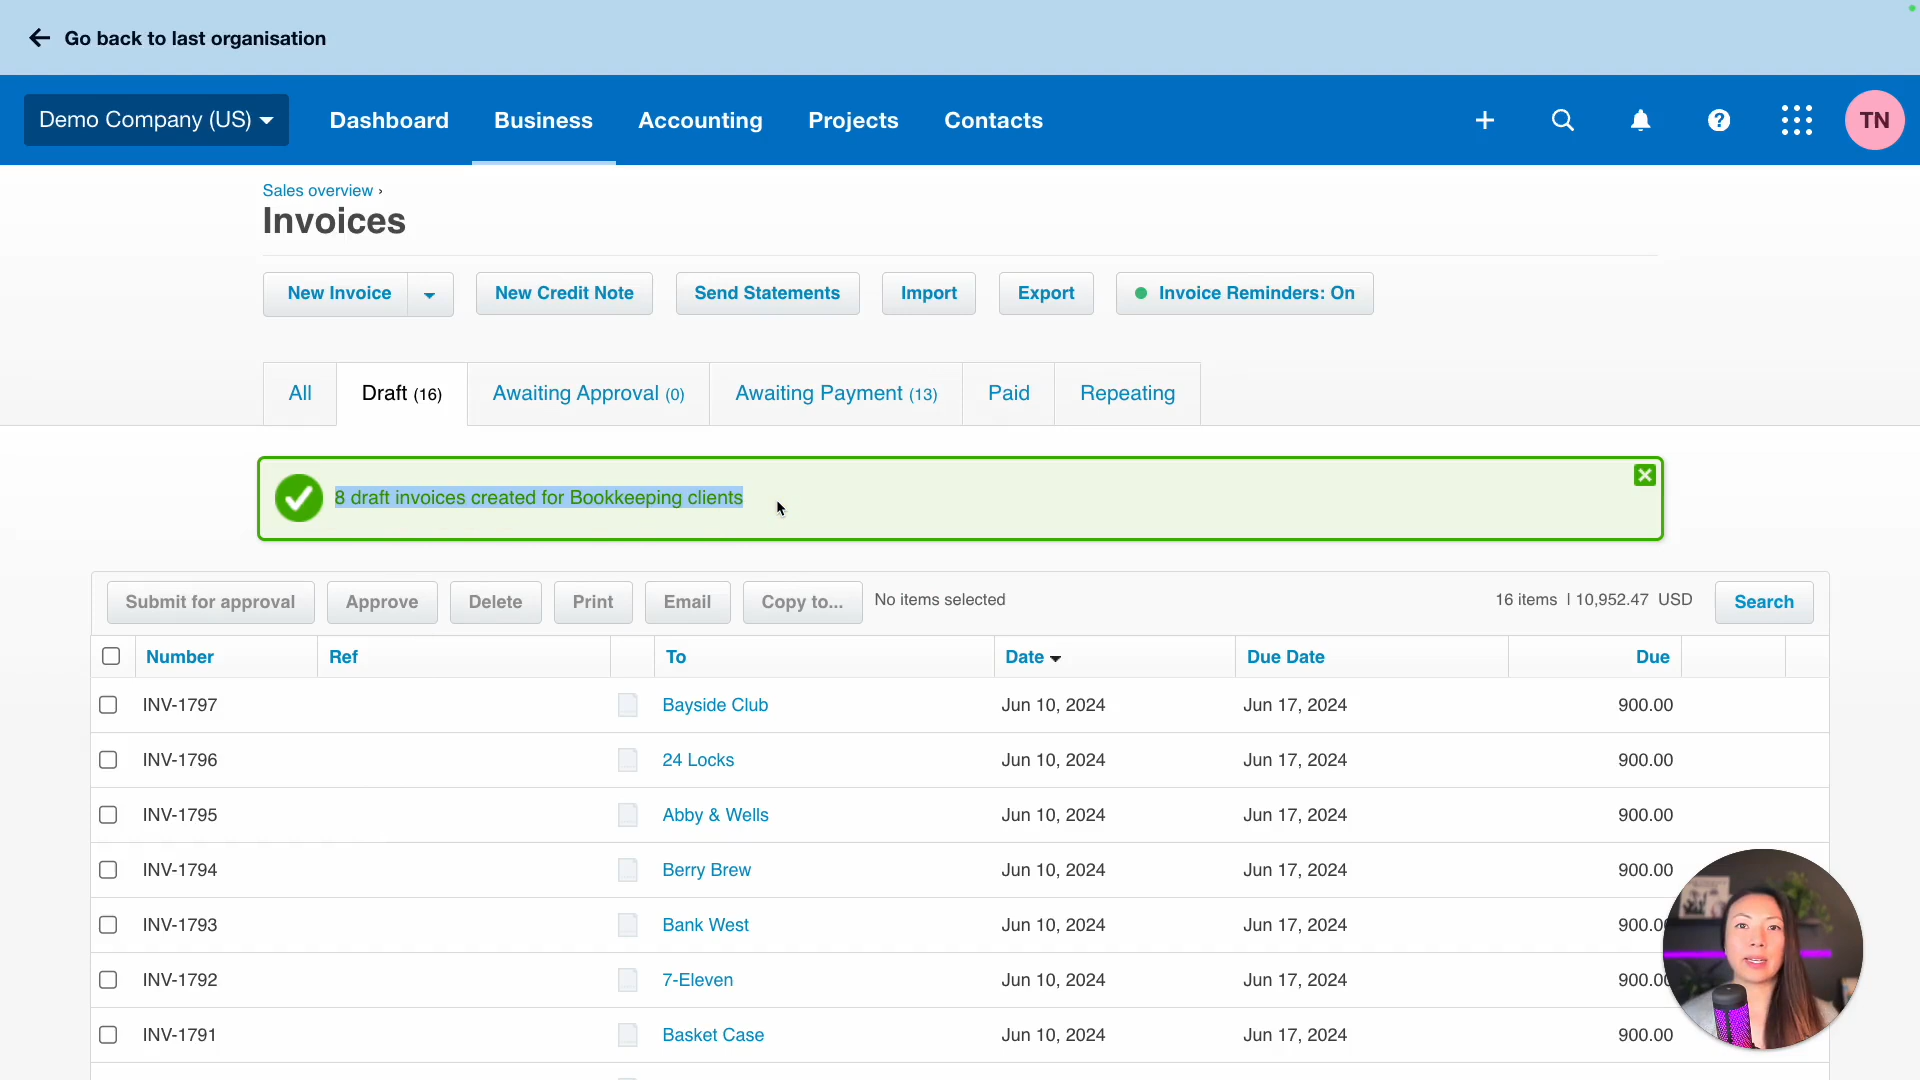 Go back to last organisation
Demo Company (US) Dashboard Business Accounting Projects Contacts TN
Sales overview ›
Invoices
New Invoice New Credit Note Send Statements Import Export Invoice Reminders: On
All Draft (16) Awaiting Approval (0) Awaiting Payment (13) Paid Repeating
8 draft invoices created for Bookkeeping clients
Submit for approval Approve Delete Print Email Copy to... No items selected 16 items | 10,952.47 USD Search
Number Ref To Date Due Date Due
INV-1797 Bayside Club Jun 10, 2024 Jun 17, 2024 900.00
INV-1796 24 Locks Jun 10, 2024 Jun 17, 2024 900.00
INV-1795 Abby & Wells Jun 10, 2024 Jun 17, 2024 900.00
INV-1794 Berry Brew Jun 10, 2024 Jun 17, 2024 900.00
INV-1793 Bank West Jun 10, 2024 Jun 17, 2024 900.00
INV-1792 7-Eleven Jun 10, 2024 Jun 17, 2024 900.00
INV-1791 Basket Case Jun 10, 2024 Jun 17, 2024 900.00